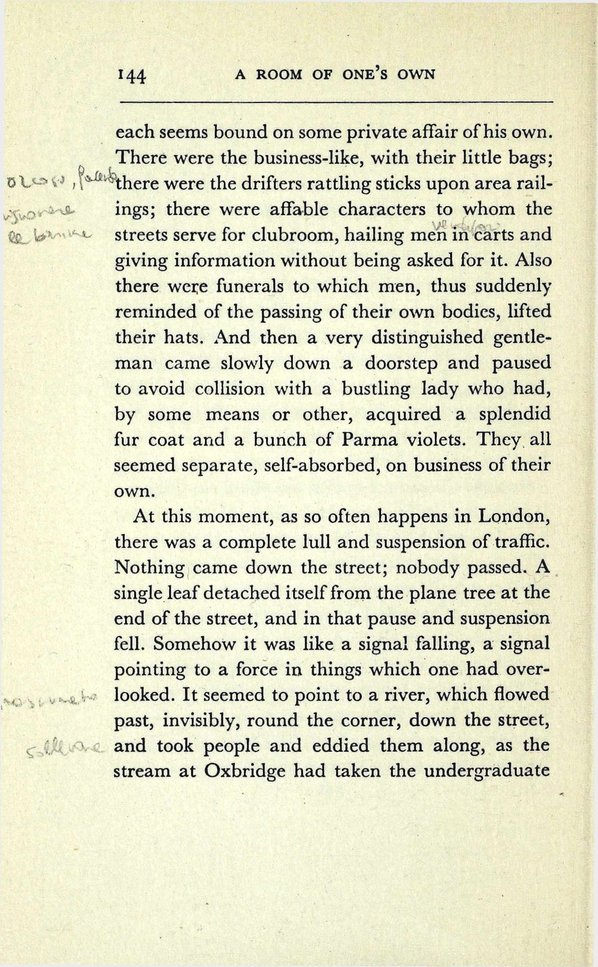 144 A ROOM OF ONE'S OWN
each seems bound on some private affair of his own.
There were the business-like, with their little bags;
there were the drifters rattling sticks upon area rail-
ings; there were affable characters to whom the
streets serve for clubroom, hailing men in carts and
giving information without being asked for it. Also
there were funerals to which men, thus suddenly
reminded of the passing of their own bodies, lifted
their hats. And then a very distinguished gentle-
man came slowly down a doorstep and paused
to avoid collision with a bustling lady who had,
by some means or other, acquired a splendid
fur coat and a bunch of Parma violets. They all
seemed separate, self-absorbed, on business of their
own.
At this moment, as so often happens in London,
there was a complete lull and suspension of traffic.
Nothing came down the street; nobody passed. A
single leaf detached itself from the plane tree at the
end of the street, and in that pause and suspension
fell. Somehow it was like a signal falling, a signal
pointing to a force in things which one had over-
looked. It seemed to point to a river, which flowed
past, invisibly, round the corner, down the street,
sollevare
and took people and eddied them along, as the
stream at Oxbridge had taken the undergraduate